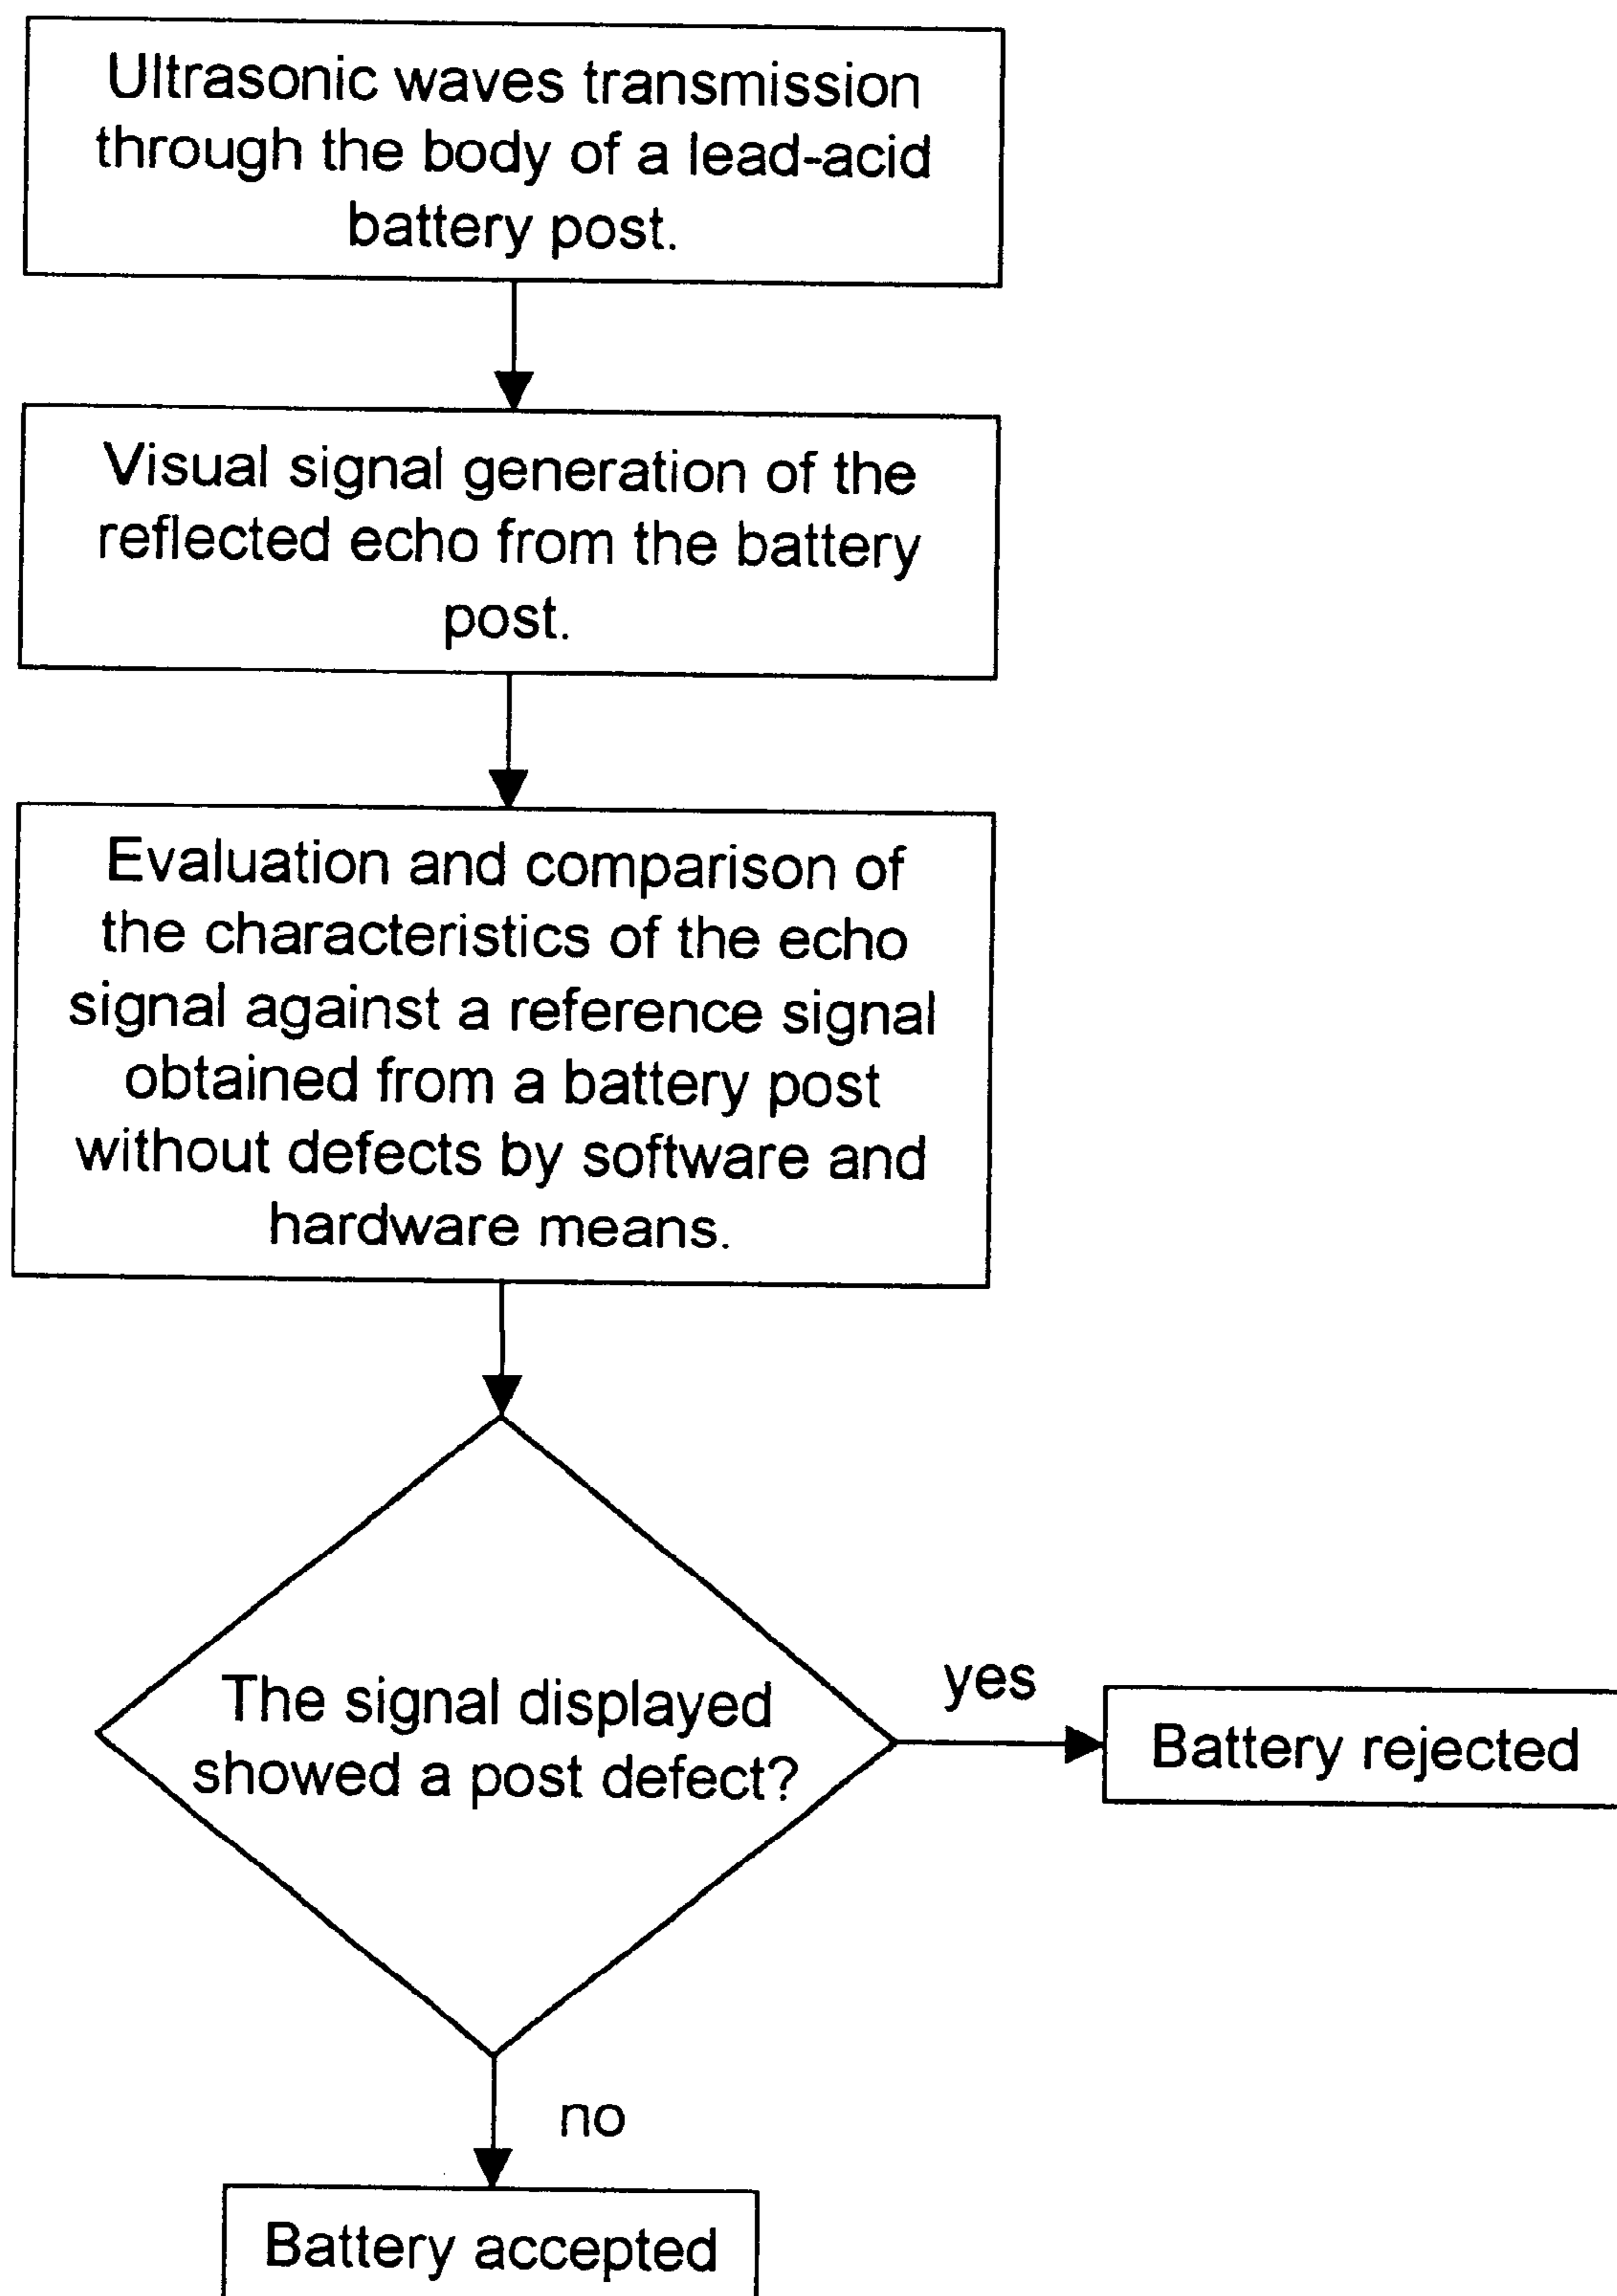 Ultrasonic waves transmission
through the body of a lead-acid
battery post.
Visual signal generation of the
reflected echo from the battery
post.
Evaluation and comparison of
the characteristics of the echo
signal against a reference signal
obtained from a battery post
without defects by software and
hardware means.
The signal displayed
showed a post defect?
yes
Battery rejected
no
Battery accepted